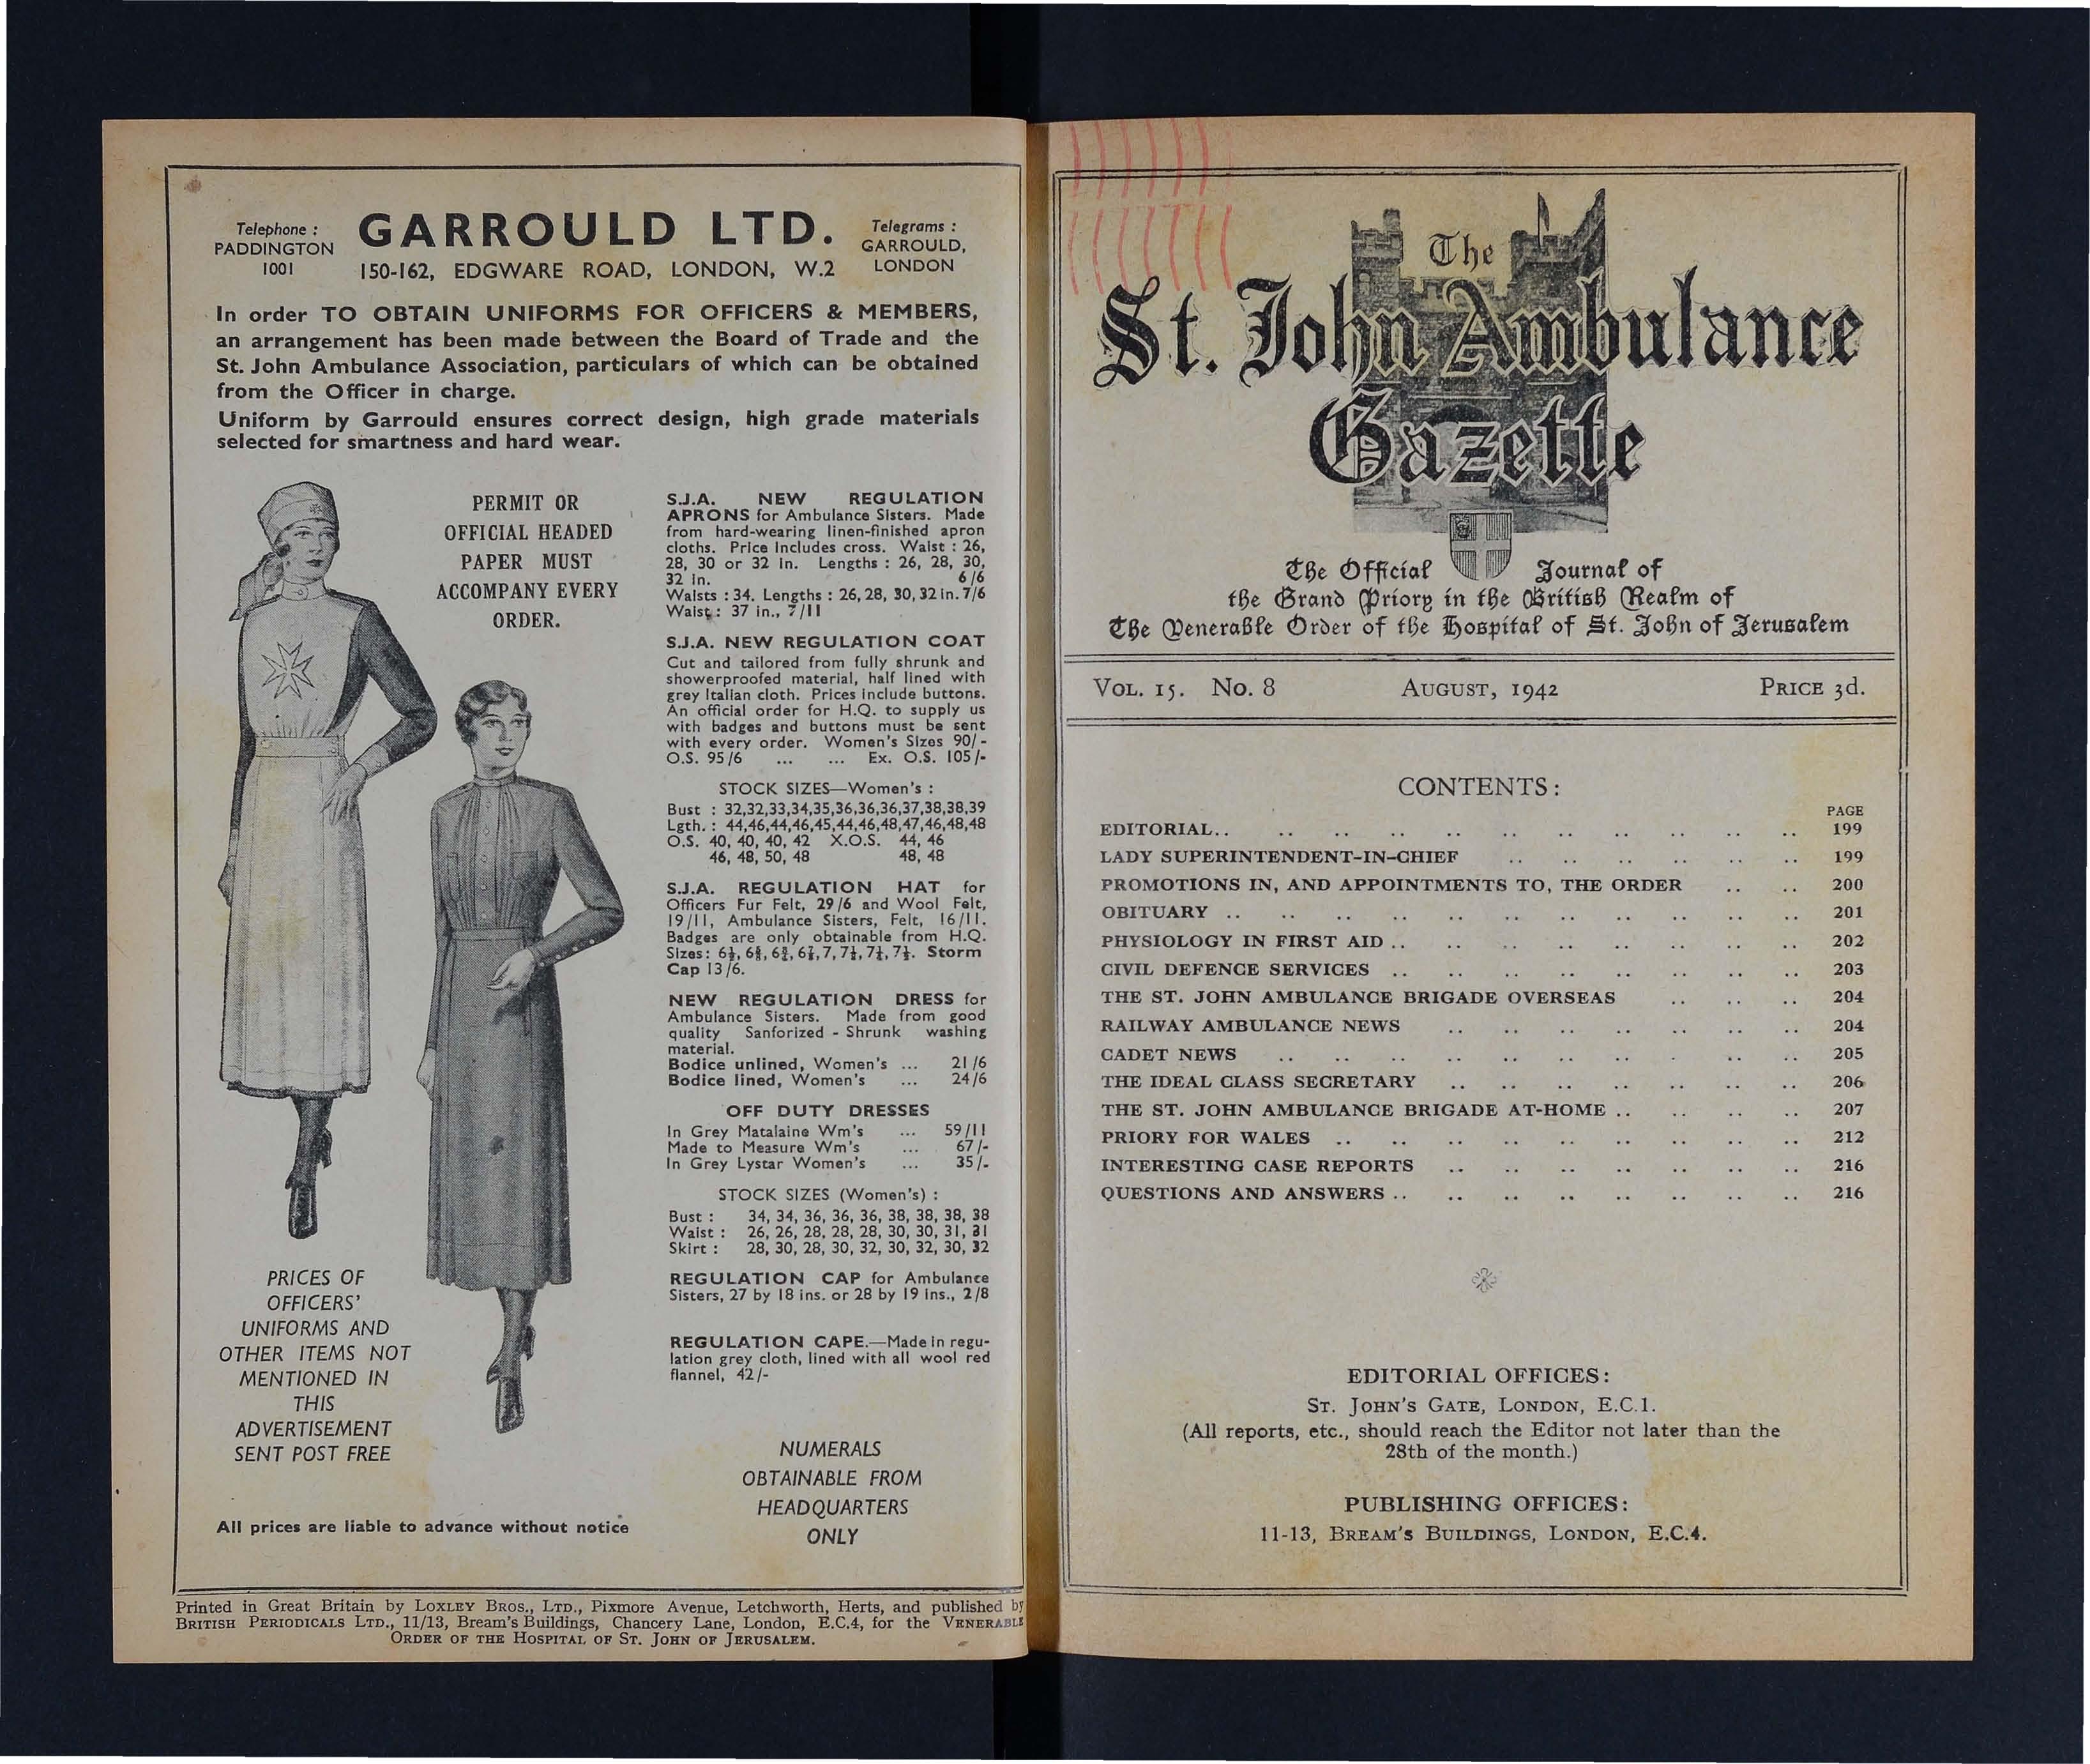 Telephone :
PADDINGTON
1001
GARROULD LTD.
150-162, EDGWARE ROAD, LONDON, W.2
Telegrams :
GARROULD,
LONDON
In order TO OBTAIN UNIFORMS FOR OFFICERS & MEMBERS,
an arrangement has been made between the Board of Trade and the
St. John Ambulance Association, particulars of which can be obtained
from the Officer in charge.
Uniform by Garrould ensures correct design, high grade materials
selected for smartness and hard wear.
PERMIT OR
OFFICIAL HEADED
PAPER MUST
ACCOMPANY EVERY
ORDER.
PRICES OF
OFFICERS'
UNIFORMS AND
OTHER ITEMS NOT
MENTIONED IN
THIS
ADVERTISEMENT
SENT POST FREE
All prices are liable to advance without notice
S.J.A. NEW REGULATION
APRONS for Ambulance Sisters. Made
from hard-wearing linen-finished apron
cloths. Price Includes cross. Waist : 26,
28, 30 or 32 in. Lengths : 26, 28, 30,
32 in. 6/6
Waists : 34. Lengths : 26, 28, 30, 32 in. 7/6
Waist : 37 in., 7/11
S.J.A. NEW REGULATION COAT
Cut and tailored from fully shrunk and
showerproofed material, half lined with
grey Italian cloth. Prices include buttons.
An official order for H.Q. to supply us
with badges and buttons must be sent
with every order. Women's Sizes 90/-
O.S. 95/6 ... ... Ex. O.S. 105/-
STOCK SIZES—Women's :
Bust : 32,32,33,34,35,36,36,36,37,38,38,39
Lgth. : 44,46,44,46,45,44,46,48,47,46,48,48
O.S. 40, 40, 40, 42 X.O.S. 44, 46
46, 48, 50, 48 48, 48
S.J.A. REGULATION HAT for
Officers Fur Felt, 29/6 and Wool Felt,
19/11, Ambulance Sisters, Felt, 16/11.
Badges are only obtainable from H.Q.
Sizes: 7, Storm
Cap 13/6.
NEW REGULATION DRESS for
Ambulance Sisters. Made from good
quality Sanforized - Shrunk washing
material.
Bodice unlined, Women's ... 21/6
Bodice lined, Women's ... 24/6
OFF DUTY DRESSES
In Grey Matalaine Wm's ... 59/11
Made to Measure Wm's ... 67/-
In Grey Lystar Women's ... 35/-
STOCK SIZES (Women's) :
Bust : 34, 34, 36, 36, 36, 38, 38, 38, 38
Waist : 26, 26, 28, 28, 28, 30, 30, 31, 31
Skirt : 28, 30, 28, 30, 32, 30, 32, 30, 32
REGULATION CAP for Ambulance
Sisters, 27 by 18 ins. or 28 by 19 ins., 2/8
REGULATION CAPE.—Made in regu-
lation grey cloth, lined with all wool red
flannel, 42/-
NUMERALS
OBTAINABLE FROM
HEADQUARTERS
ONLY
Printed in Great Britain by LOXLEY BROS., LTD., Pixmore Avenue, Letchworth, Herts, and published by
BRITISH PERIODICALS LTD., 11/13, Bream's Buildings, Chancery Lane, London, E.C.4, for the VENERABLE
ORDER OF THE HOSPITAL OF ST. JOHN OF JERUSALEM.
The
St. John Ambulance
Gazette
The Official Journal of
the Grand Priory in the British Realm of
The Venerable Order of the Hospital of St. John of Jerusalem
VOL. 15. No. 8 AUGUST, 1942 PRICE 3d.
CONTENTS :
PAGE
EDITORIAL .. 199
LADY SUPERINTENDENT-IN-CHIEF .. 199
PROMOTIONS IN, AND APPOINTMENTS TO, THE ORDER .. 200
OBITUARY .. 201
PHYSIOLOGY IN FIRST AID .. 202
CIVIL DEFENCE SERVICES .. 203
THE ST. JOHN AMBULANCE BRIGADE OVERSEAS .. 204
RAILWAY AMBULANCE NEWS .. 204
CADET NEWS .. 205
THE IDEAL CLASS SECRETARY .. 206
THE ST. JOHN AMBULANCE BRIGADE AT-HOME .. 207
PRIORY FOR WALES .. 212
INTERESTING CASE REPORTS .. 216
QUESTIONS AND ANSWERS .. 216
EDITORIAL OFFICES :
ST. JOHN'S GATE, LONDON, E.C.1.
(All reports, etc., should reach the Editor not later than the
28th of the month.)
PUBLISHING OFFICES :
11-13, BREAM'S BUILDINGS, LONDON, E.C.4.